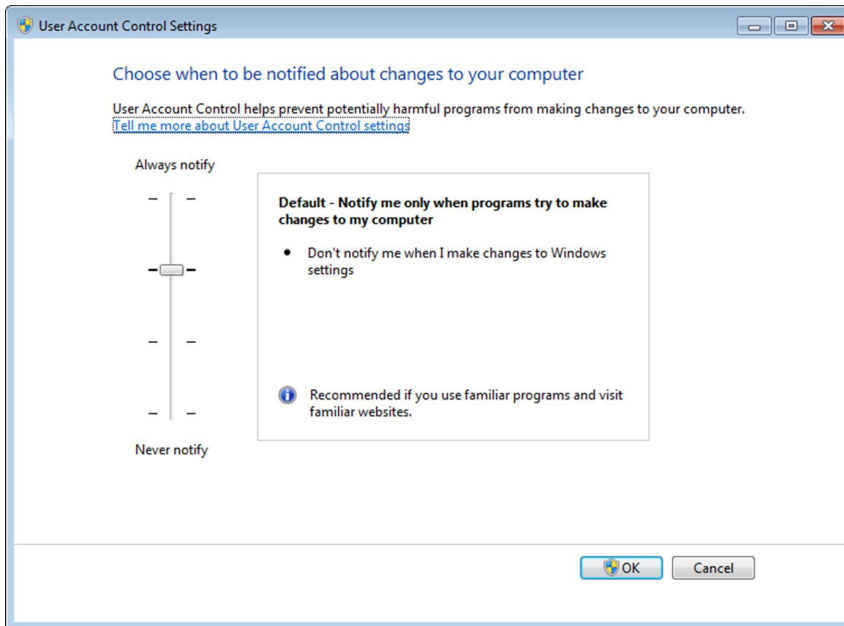 User Account Control Settings
Choose when to be notified about changes to your computer
User Account Control helps prevent potentially harmful programs from making changes to your computer.
Tell me more about User Account Control settings
Always notify
Default - Notify me only when programs try to make
changes to my computer
• Don't notify me when I make changes to Windows
settings
Recommended if you use familiar programs and visit
familiar websites.
Never notify
OK Cancel